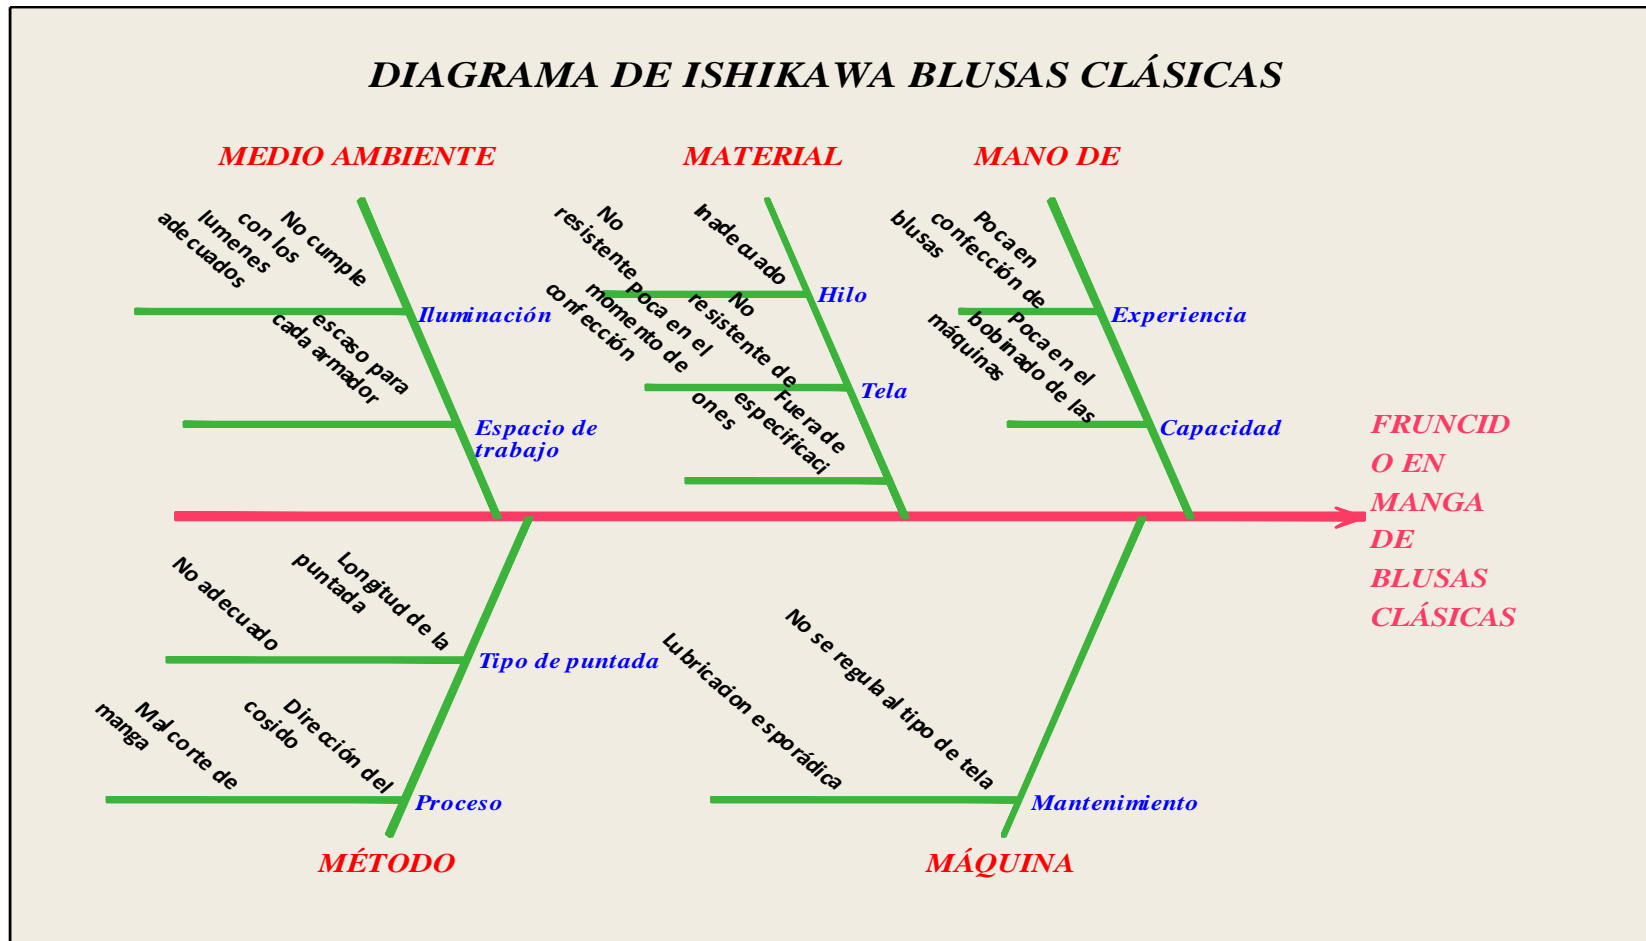 DIAGRAMA DE ISHIKAWA BLUSAS CLÁSICAS
MEDIO AMBIENTE
MATERIAL
MANO DE
No cumple
con los
lumenes
adecuados
Iluminación
escaso para
cada armador
Espacio de
trabajo
No
resistente
Inadecuado
Hilo
Poca en el
momento de
confección
No
resistente de
Tela
Fuera de
especificaci
ones
Poca en
confección de
blusas
Experiencia
Poca en el
bobinado de las
máquinas
Capacidad
FRUNCID
O EN
MANGA
DE
BLUSAS
CLÁSICAS
Longitud de la
puntada
No adecuado
Tipo de puntada
Dirección del
cosido
Mal corte de
manga
Proceso
No se regula al tipo de tela
Lubricacion esporádica
Mantenimiento
MÉTODO
MÁQUINA